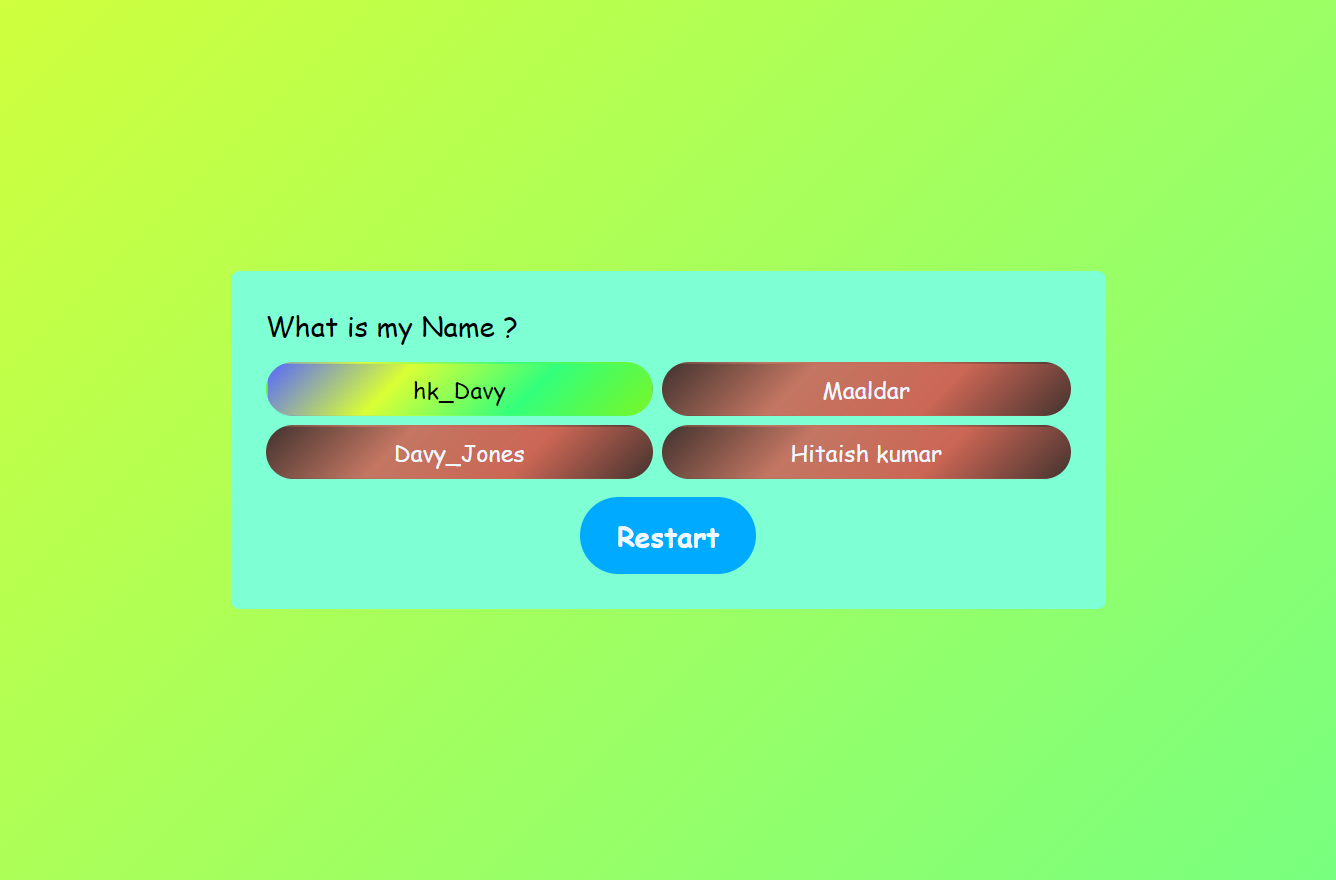 What is my Name ?
hk_Davy
Maaldar
Davy_Jones
Hitaish kumar
Restart